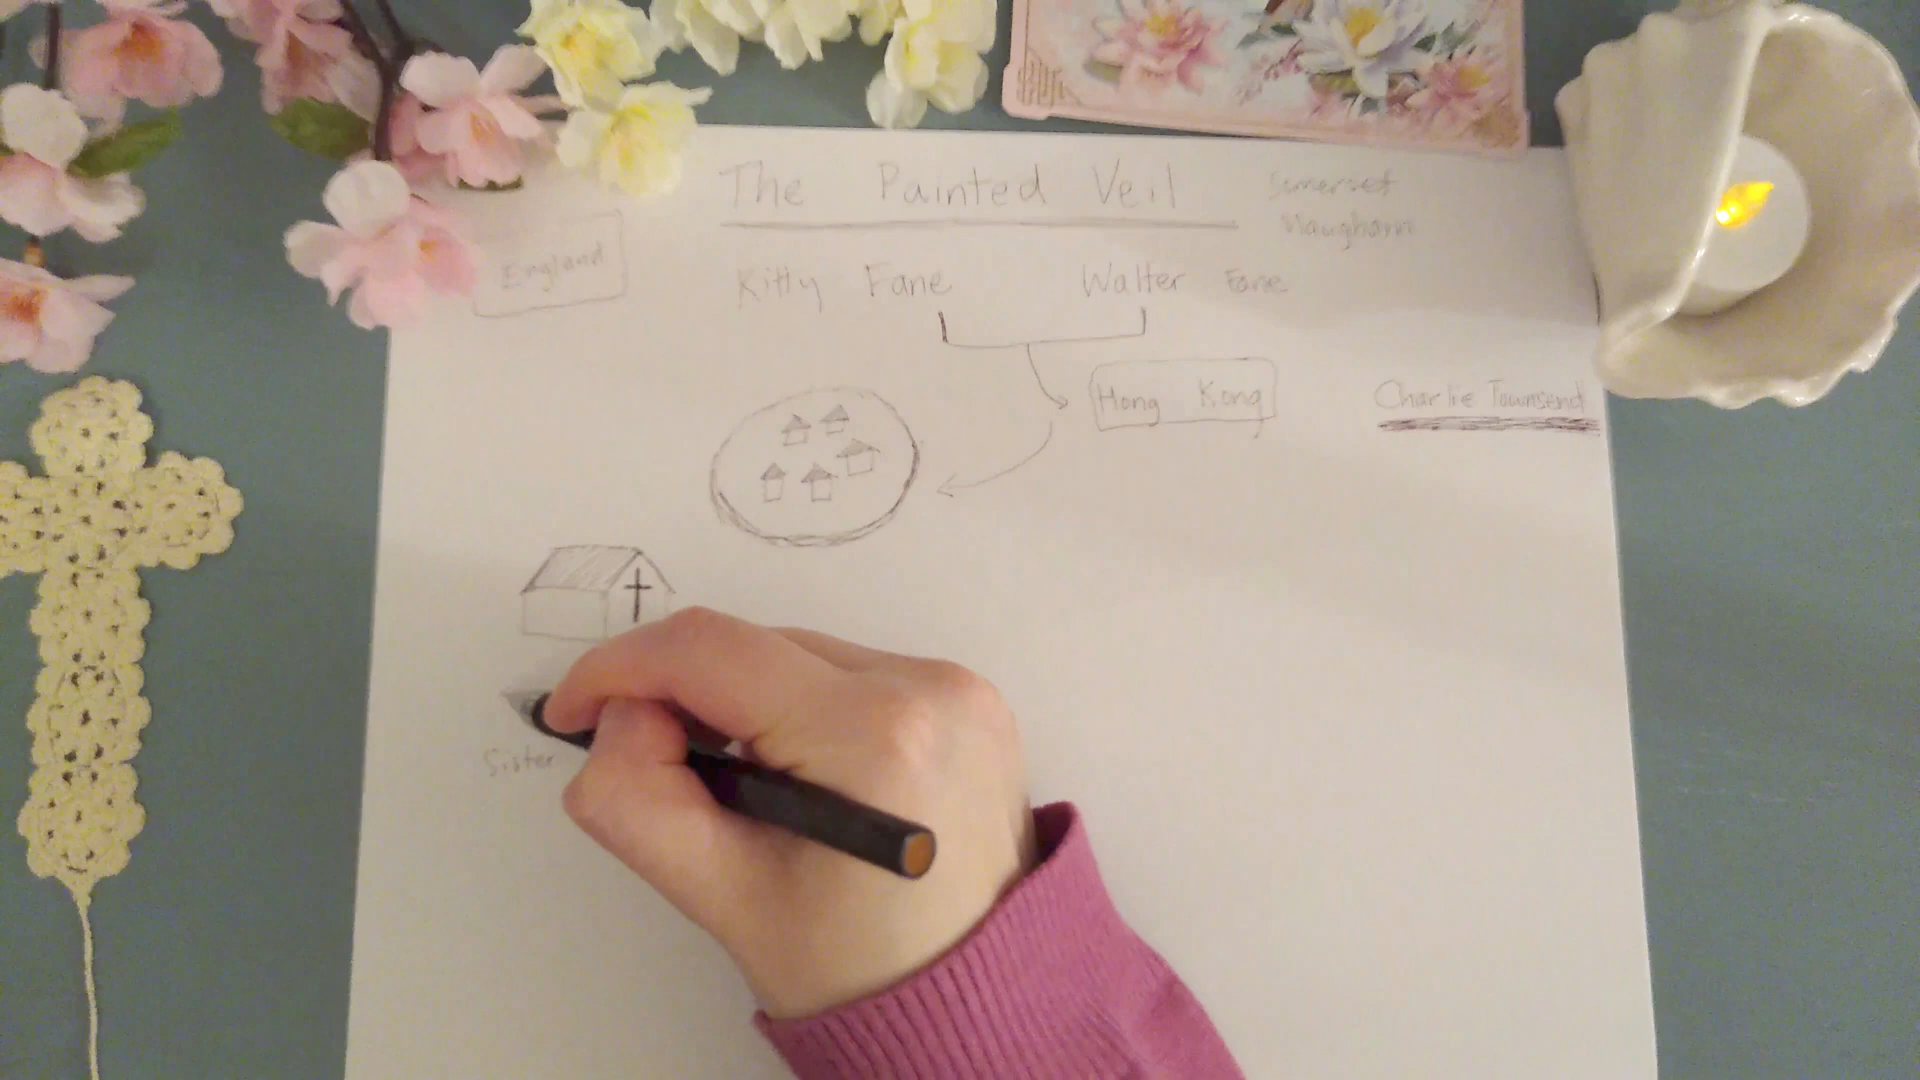 The Painted Veil
Somerset
Maugham
England
Kitty Fane Walter Fane
Hong Kong
Charlie Townsend
Sister